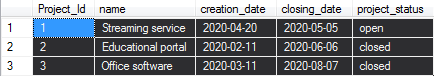 Project_Id name creation_date closing_date project_status
1 1 Streaming service 2020-04-20 2020-05-05 open
2 2 Educational portal 2020-02-11 2020-06-06 closed
3 3 Office software 2020-03-11 2020-08-07 closed